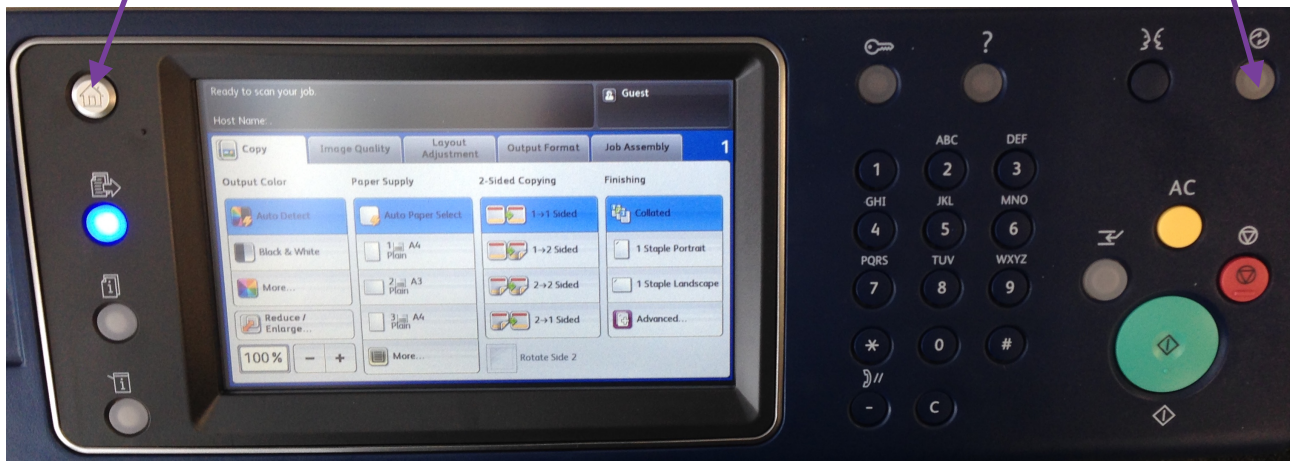 Ready to scan your job.
Guest
Host Name:
Copy
Image Quality
Layout
Adjustment
Output Format
Job Assembly
1
Output Color
Paper Supply
2-Sided Copying
Finishing
Auto Detect
Auto Paper Select
1→1 Sided
Collated
Black & White
1 A4
Plain
1→2 Sided
1 Staple Portrait
More...
2 A3
Plain
2→2 Sided
1 Staple Landscape
Reduce /
Enlarge...
3 A4
Plain
2→1 Sided
Advanced...
100%
- +
More...
Rotate Side 2
?
ABC DEF
1 2 3
GHI JKL MNO
4 5 6
PQRS TUV WXYZ
7 8 9
* 0 #
- C
AC